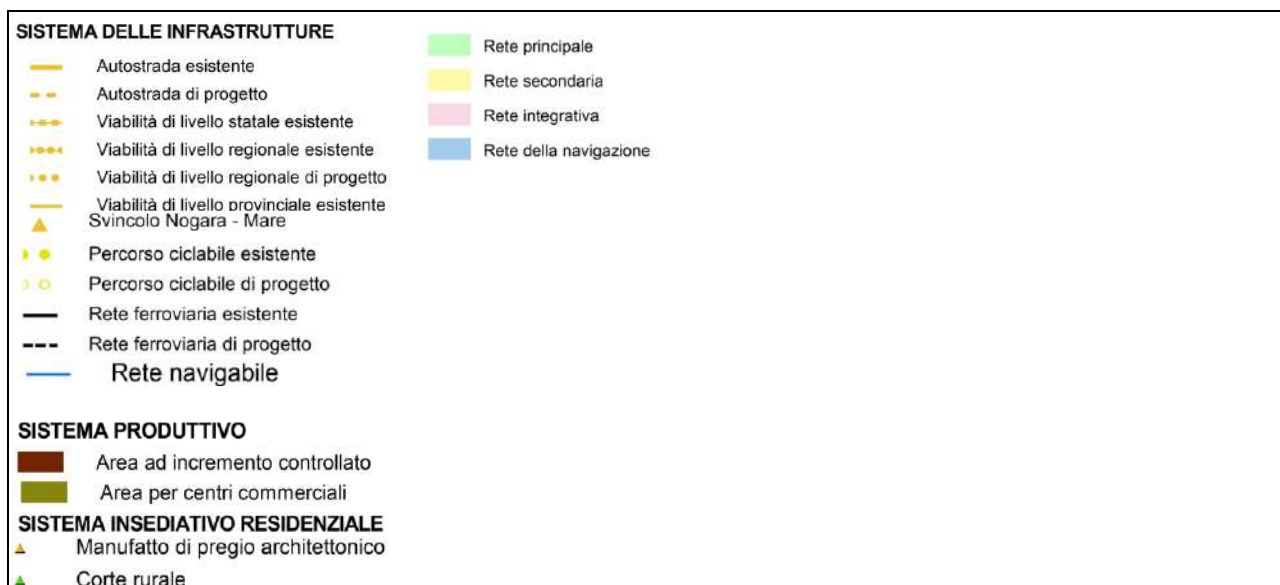 SISTEMA DELLE INFRASTRUTTURE
Autostrada esistente
Autostrada di progetto
Viabilità di livello statale esistente
Viabilità di livello regionale esistente
Viabilità di livello regionale di progetto
Viabilità di livello provinciale esistente
Svincolo Nogara - Mare
Percorso ciclabile esistente
Percorso ciclabile di progetto
Rete ferroviaria esistente
Rete ferroviaria di progetto
Rete navigabile
Rete principale
Rete secondaria
Rete integrativa
Rete della navigazione
SISTEMA PRODUTTIVO
Area ad incremento controllato
Area per centri commerciali
SISTEMA INSEDIATIVO RESIDENZIALE
Manufatto di pregio architettonico
Corte rurale